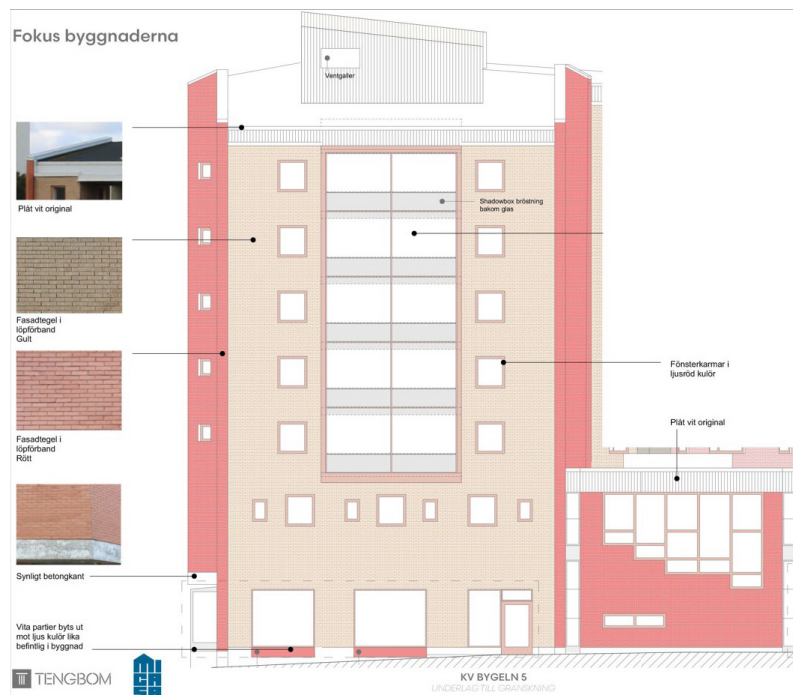 Fokus byggnaderna
Ventgaller
Plåt vit original
Shadowbox bröstning
bakom glas
Fasadtegel i
löpförband
Gult
Fönsterkarmar i
ljusröd kulör
Fasadtegel i
löpförband
Rött
Plåt vit original
Synligt betongkant
Vita partier byts ut
mot ljus kulör lika
befintlig i byggnad
TENGBOM
MICASA
KV BYGELN 5
UNDERLAG TILL GRANSKNING